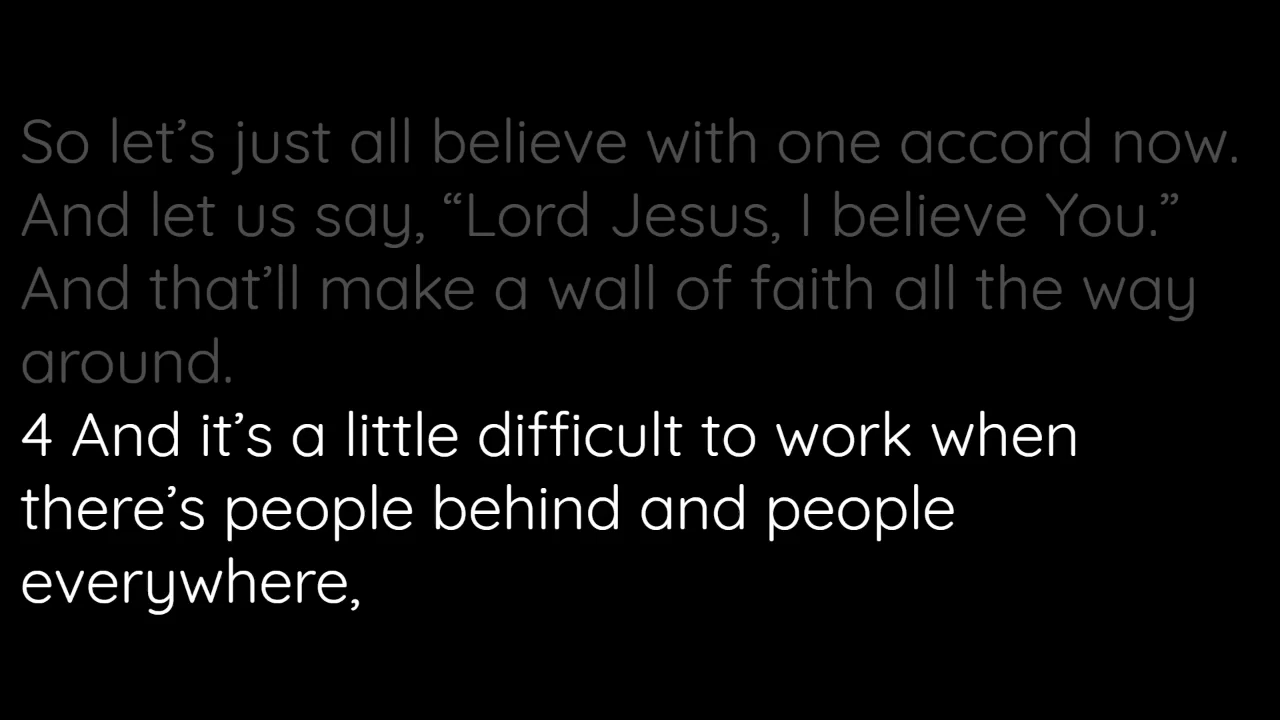 So let’s just all believe with one accord now.
And let us say, “Lord Jesus, I believe You.”
And that’ll make a wall of faith all the way
around.
4 And it’s a little difficult to work when
there’s people behind and people
everywhere,